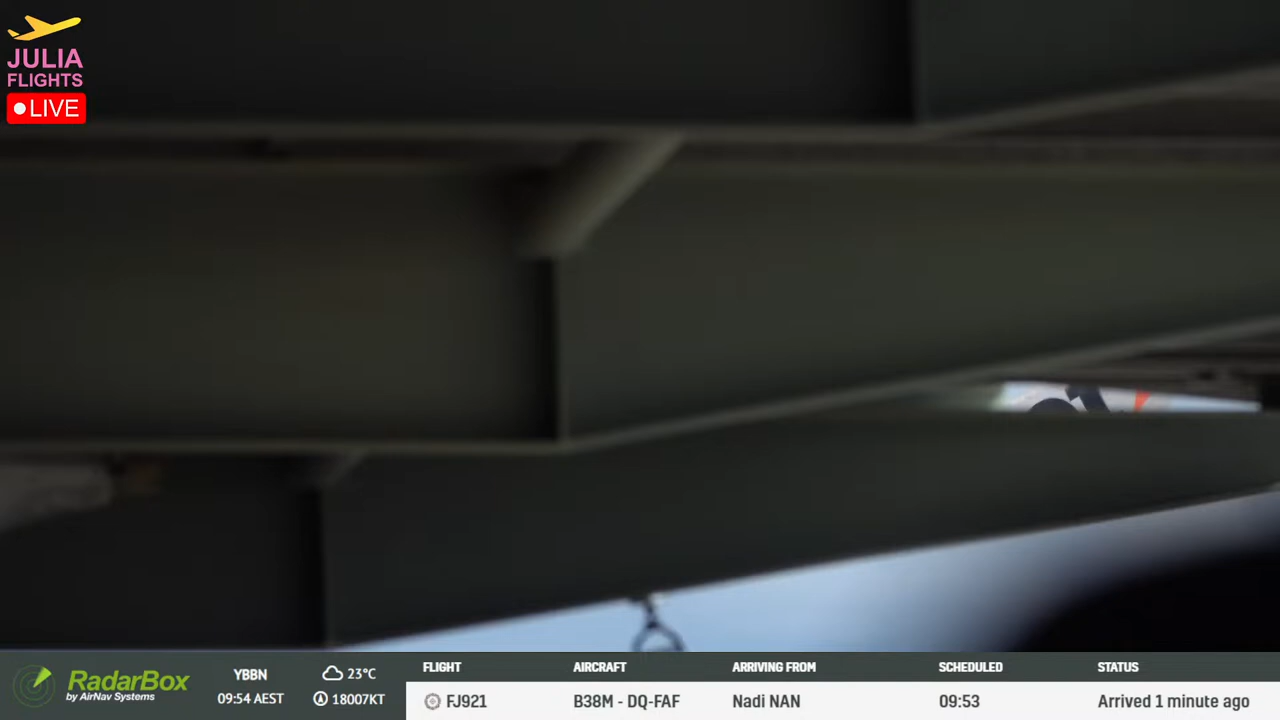 JULIA
FLIGHTS
LIVE
RadarBox
by AirNav Systems
YBBN
09:54 AEST
23°C
18007KT
FLIGHT
AIRCRAFT
ARRIVING FROM
SCHEDULED
STATUS
FJ921
B38M - DQ-FAF
Nadi NAN
09:53
Arrived 1 minute ago